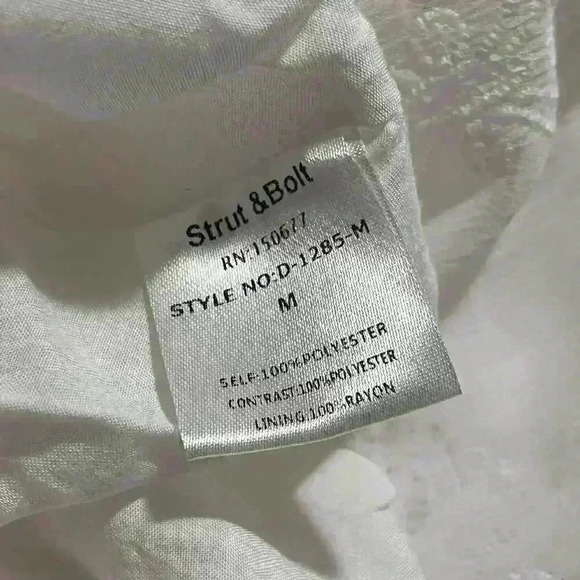 Strut &Bolt
RN:150677
STYLE NO:D-1285-M
M
SELF:100%POLYESTER
CONTRAST:100%POLYESTER
LINING:100%RAYON